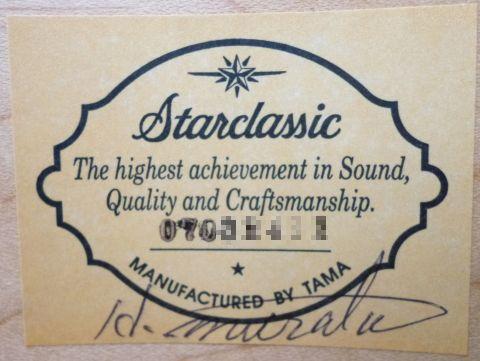 Starclassic
The highest achievement in Sound,
Quality and Craftsmanship.
MANUFACTURED BY TAMA